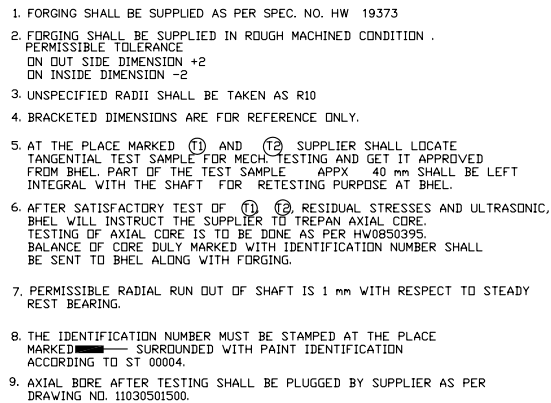 1. FORGING SHALL BE SUPPLIED AS PER SPEC. NO. HW 19373
2. FORGING SHALL BE SUPPLIED IN ROUGH MACHINED CONDITION .
PERMISSIBLE TOLERANCE
ON OUT SIDE DIMENSION +2
ON INSIDE DIMENSION -2
3. UNSPECIFIED RADII SHALL BE TAKEN AS R10
4. BRACKETED DIMENSIONS ARE FOR REFERENCE ONLY.
5. AT THE PLACE MARKED T1 AND T2 SUPPLIER SHALL LOCATE
TANGENTIAL TEST SAMPLE FOR MECH. TESTING AND GET IT APPROVED
FROM BHEL. PART OF THE TEST SAMPLE APPX 40 mm SHALL BE LEFT
INTEGRAL WITH THE SHAFT FOR RETESTING PURPOSE AT BHEL.
6. AFTER SATISFACTORY TEST OF T1, T2, RESIDUAL STRESSES AND ULTRASONIC,
BHEL WILL INSTRUCT THE SUPPLIER TO TREPAN AXIAL CORE.
TESTING OF AXIAL CORE IS TO BE DONE AS PER HW0850395.
BALANCE OF CORE DULY MARKED WITH IDENTIFICATION NUMBER SHALL
BE SENT TO BHEL ALONG WITH FORGING.
7. PERMISSIBLE RADIAL RUN OUT OF SHAFT IS 1 mm WITH RESPECT TO STEADY
REST BEARING.
8. THE IDENTIFICATION NUMBER MUST BE STAMPED AT THE PLACE
MARKED SURROUNDED WITH PAINT IDENTIFICATION
ACCORDING TO ST 00004.
9. AXIAL BORE AFTER TESTING SHALL BE PLUGGED BY SUPPLIER AS PER
DRAWING NO. 11030501500.